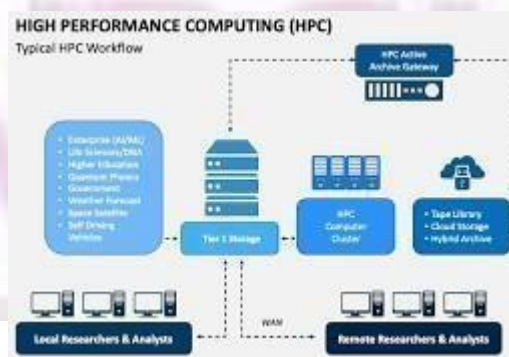 HIGH PERFORMANCE COMPUTING (HPC)
Typical HPC Workflow
HPC Active
Archive Gateway
• Enterprise (AI/ML)
• Life Sciences/DNA
• Higher Education
• Quantum Physics
• Government
• Weather Forecast
• Space Satellites
• Self Driving
Vehicles
Tier 1 Storage
HPC
Computer
Cluster
• Tape Library
• Cloud Storage
• Hybrid Archive
WAN
Local Researchers & Analysts
Remote Researchers & Analysts